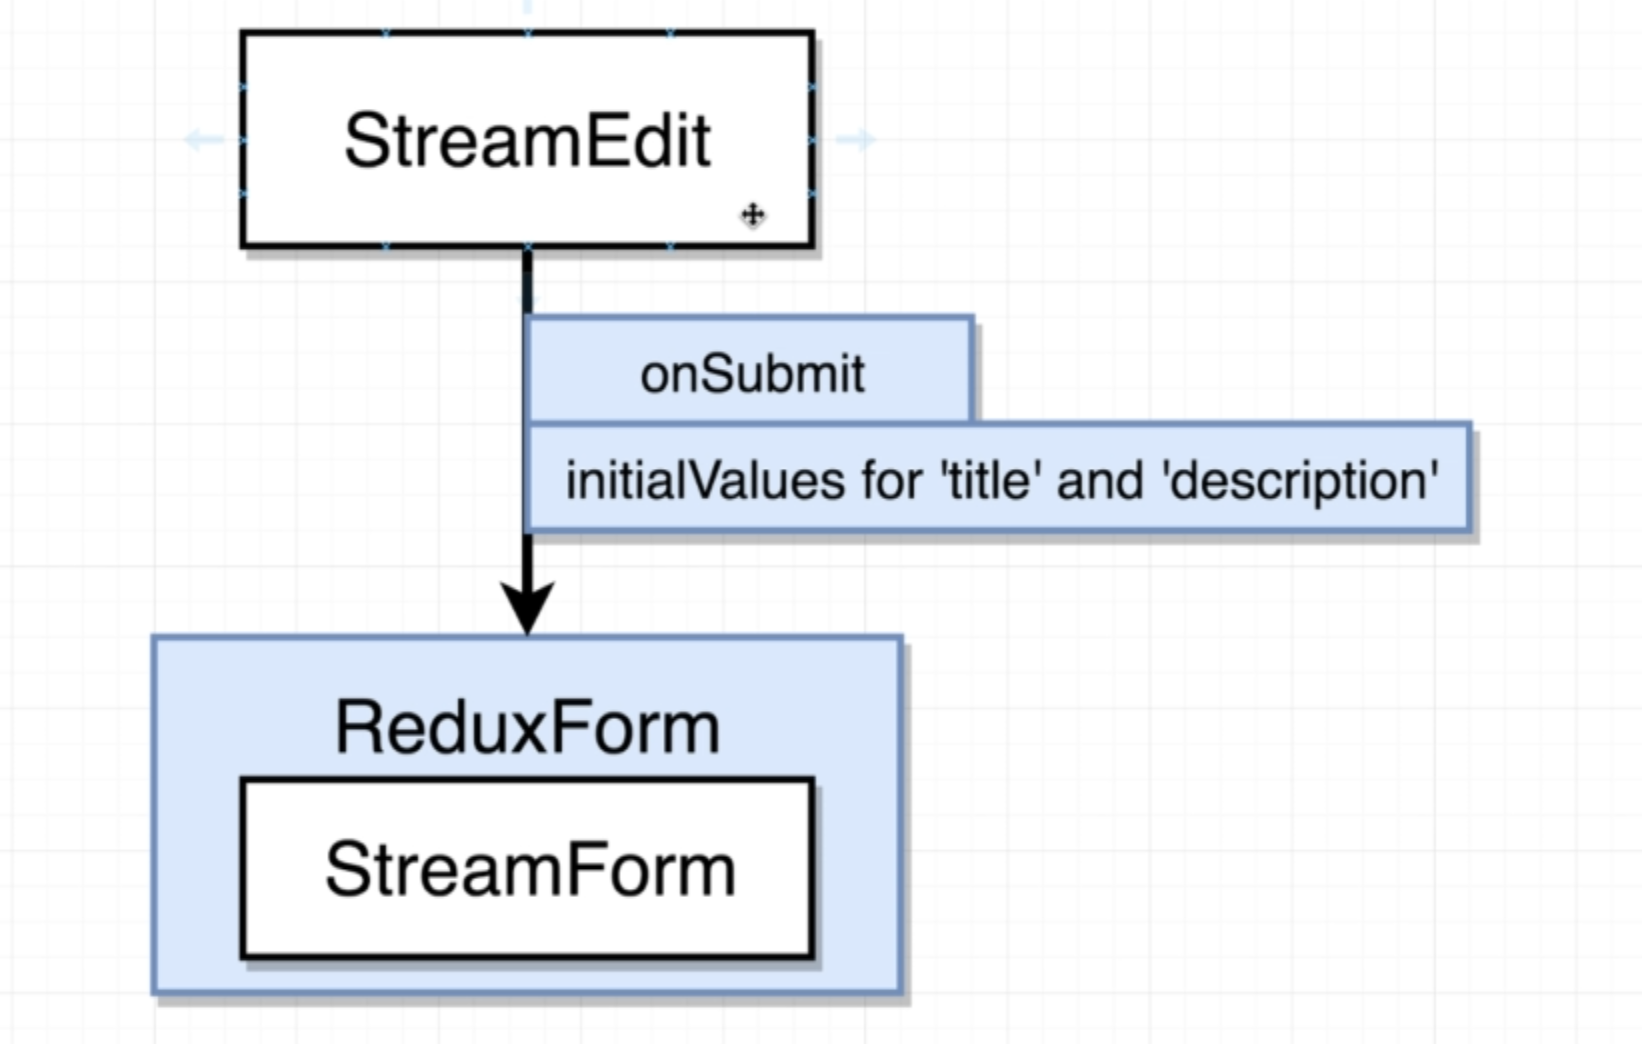 StreamEdit
onSubmit
initialValues for 'title' and 'description'
ReduxForm
StreamForm